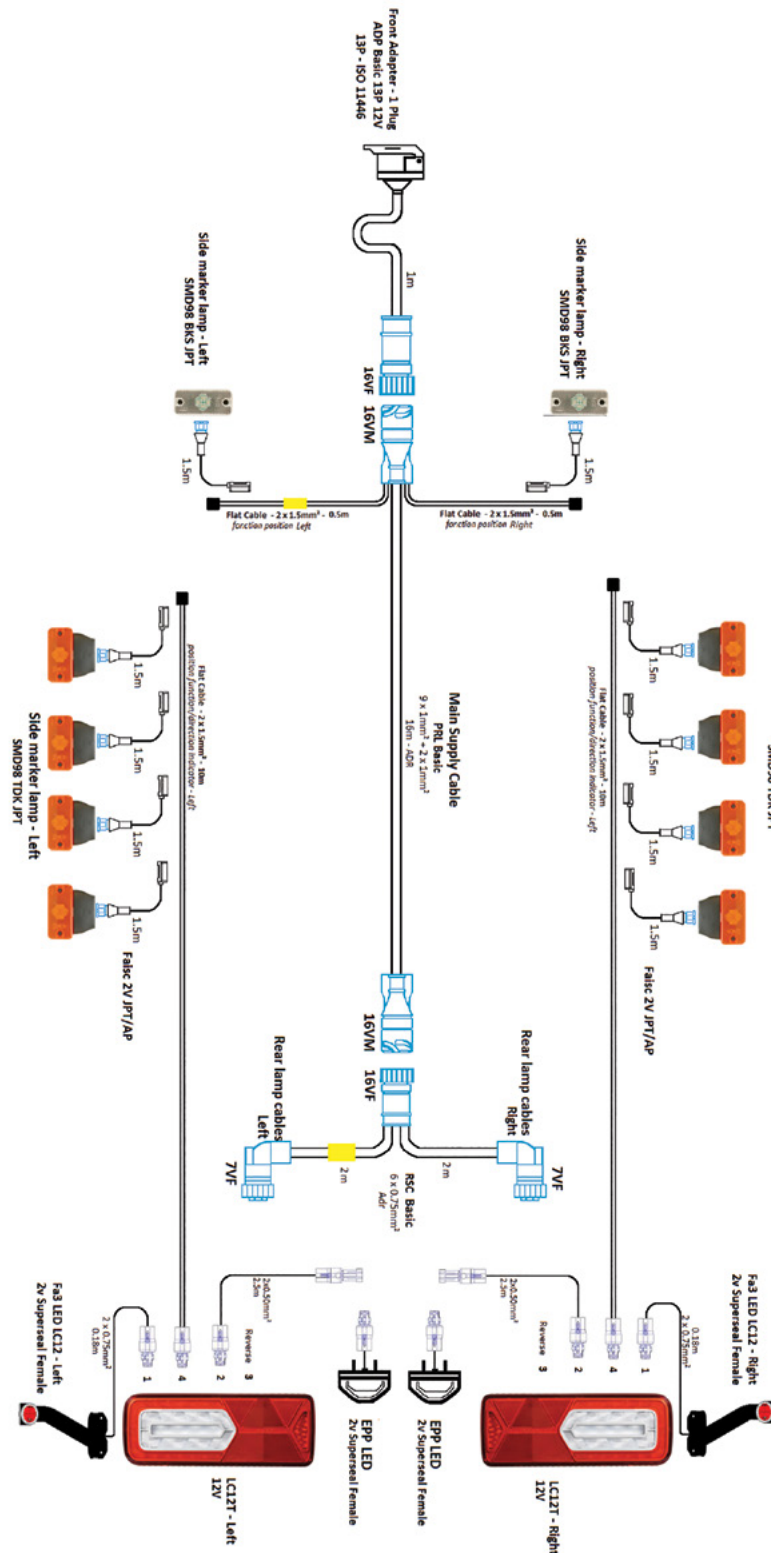 Front Adapter - 1 Plug
ADP Basic 13P 12V
13P - ISO 11446
1m
Side marker lamp - Left
SMD98 BKS JPT
Side marker lamp - Right
SMD98 BKS JPT
16VF
16VM
1.5m
1.5m
Flat Cable - 2 x 1.5mm² - 0.5m
fonction position Left
Flat Cable - 2 x 1.5mm² - 0.5m
fonction position Right
1.5m
1.5m
1.5m
1.5m
Flat Cable - 2 x 1.5mm² - 10m
position function/direction indicator - Left
Side marker lamp - Left
SMD98 TDK JPT
Faisc 2V JPT/AP
Main Supply Cable
PRL Basic
9 x 1mm² + 2 x 1mm²
16m - ADR
1.5m
1.5m
1.5m
1.5m
Flat Cable - 2 x 1.5mm² - 10m
position function/direction indicator - Left
SMD98 TDK JPT
Faisc 2V JPT/AP
16VM
16VF
Rear lamp cables
Left
Rear lamp cables
Right
7VF
2m
2m
7VF
RSC Basic
6 x 0.75mm²
Adr
Fa3 LED LC12 - Left
2v Superseal Female
2 x 0.75mm²
0.18m
2x0.50mm²
2.5m
1
4
2
Reverse 3
2x0.50mm²
2.5m
Reverse 3
2
4
1
0.18m
2 x 0.75mm²
Fa3 LED LC12 - Right
2v Superseal Female
EPP LED
2v Superseal Female
EPP LED
2v Superseal Female
LC12T - Left
12V
LC12T - Right
12V